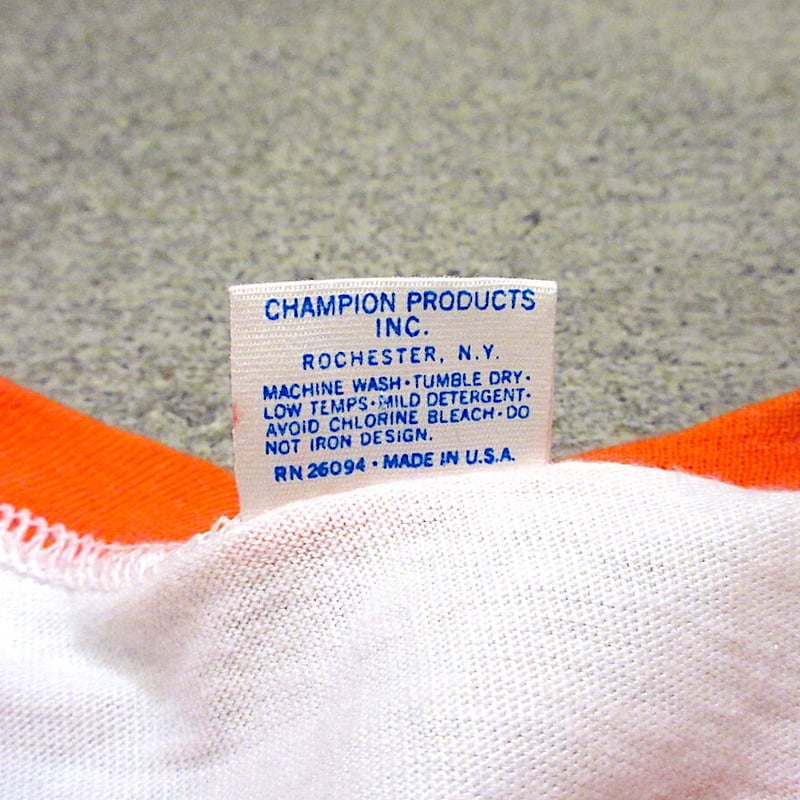 CHAMPION PRODUCTS
INC.
ROCHESTER, N.Y.
MACHINE WASH·TUMBLE DRY·
LOW TEMPS·MILD DETERGENT·
AVOID CHLORINE BLEACH·DO
NOT IRON DESIGN.
RN 26094 · MADE IN U.S.A.